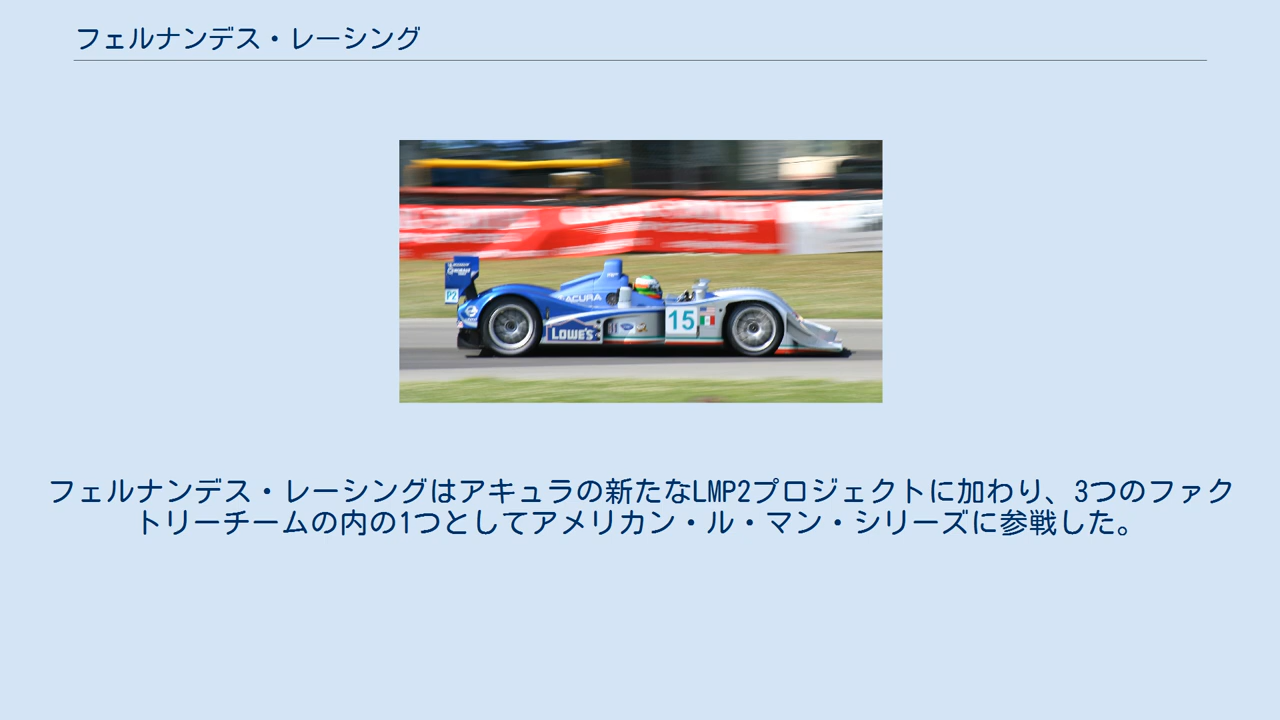 フェルナンデス・レーシング
ACURA
P2
LOWE'S
15
フェルナンデス・レーシングはアキュラの新たなLMP2プロジェクトに加わり、3つのファク
トリーチームの内の1つとしてアメリカン・ル・マン・シリーズに参戦した。